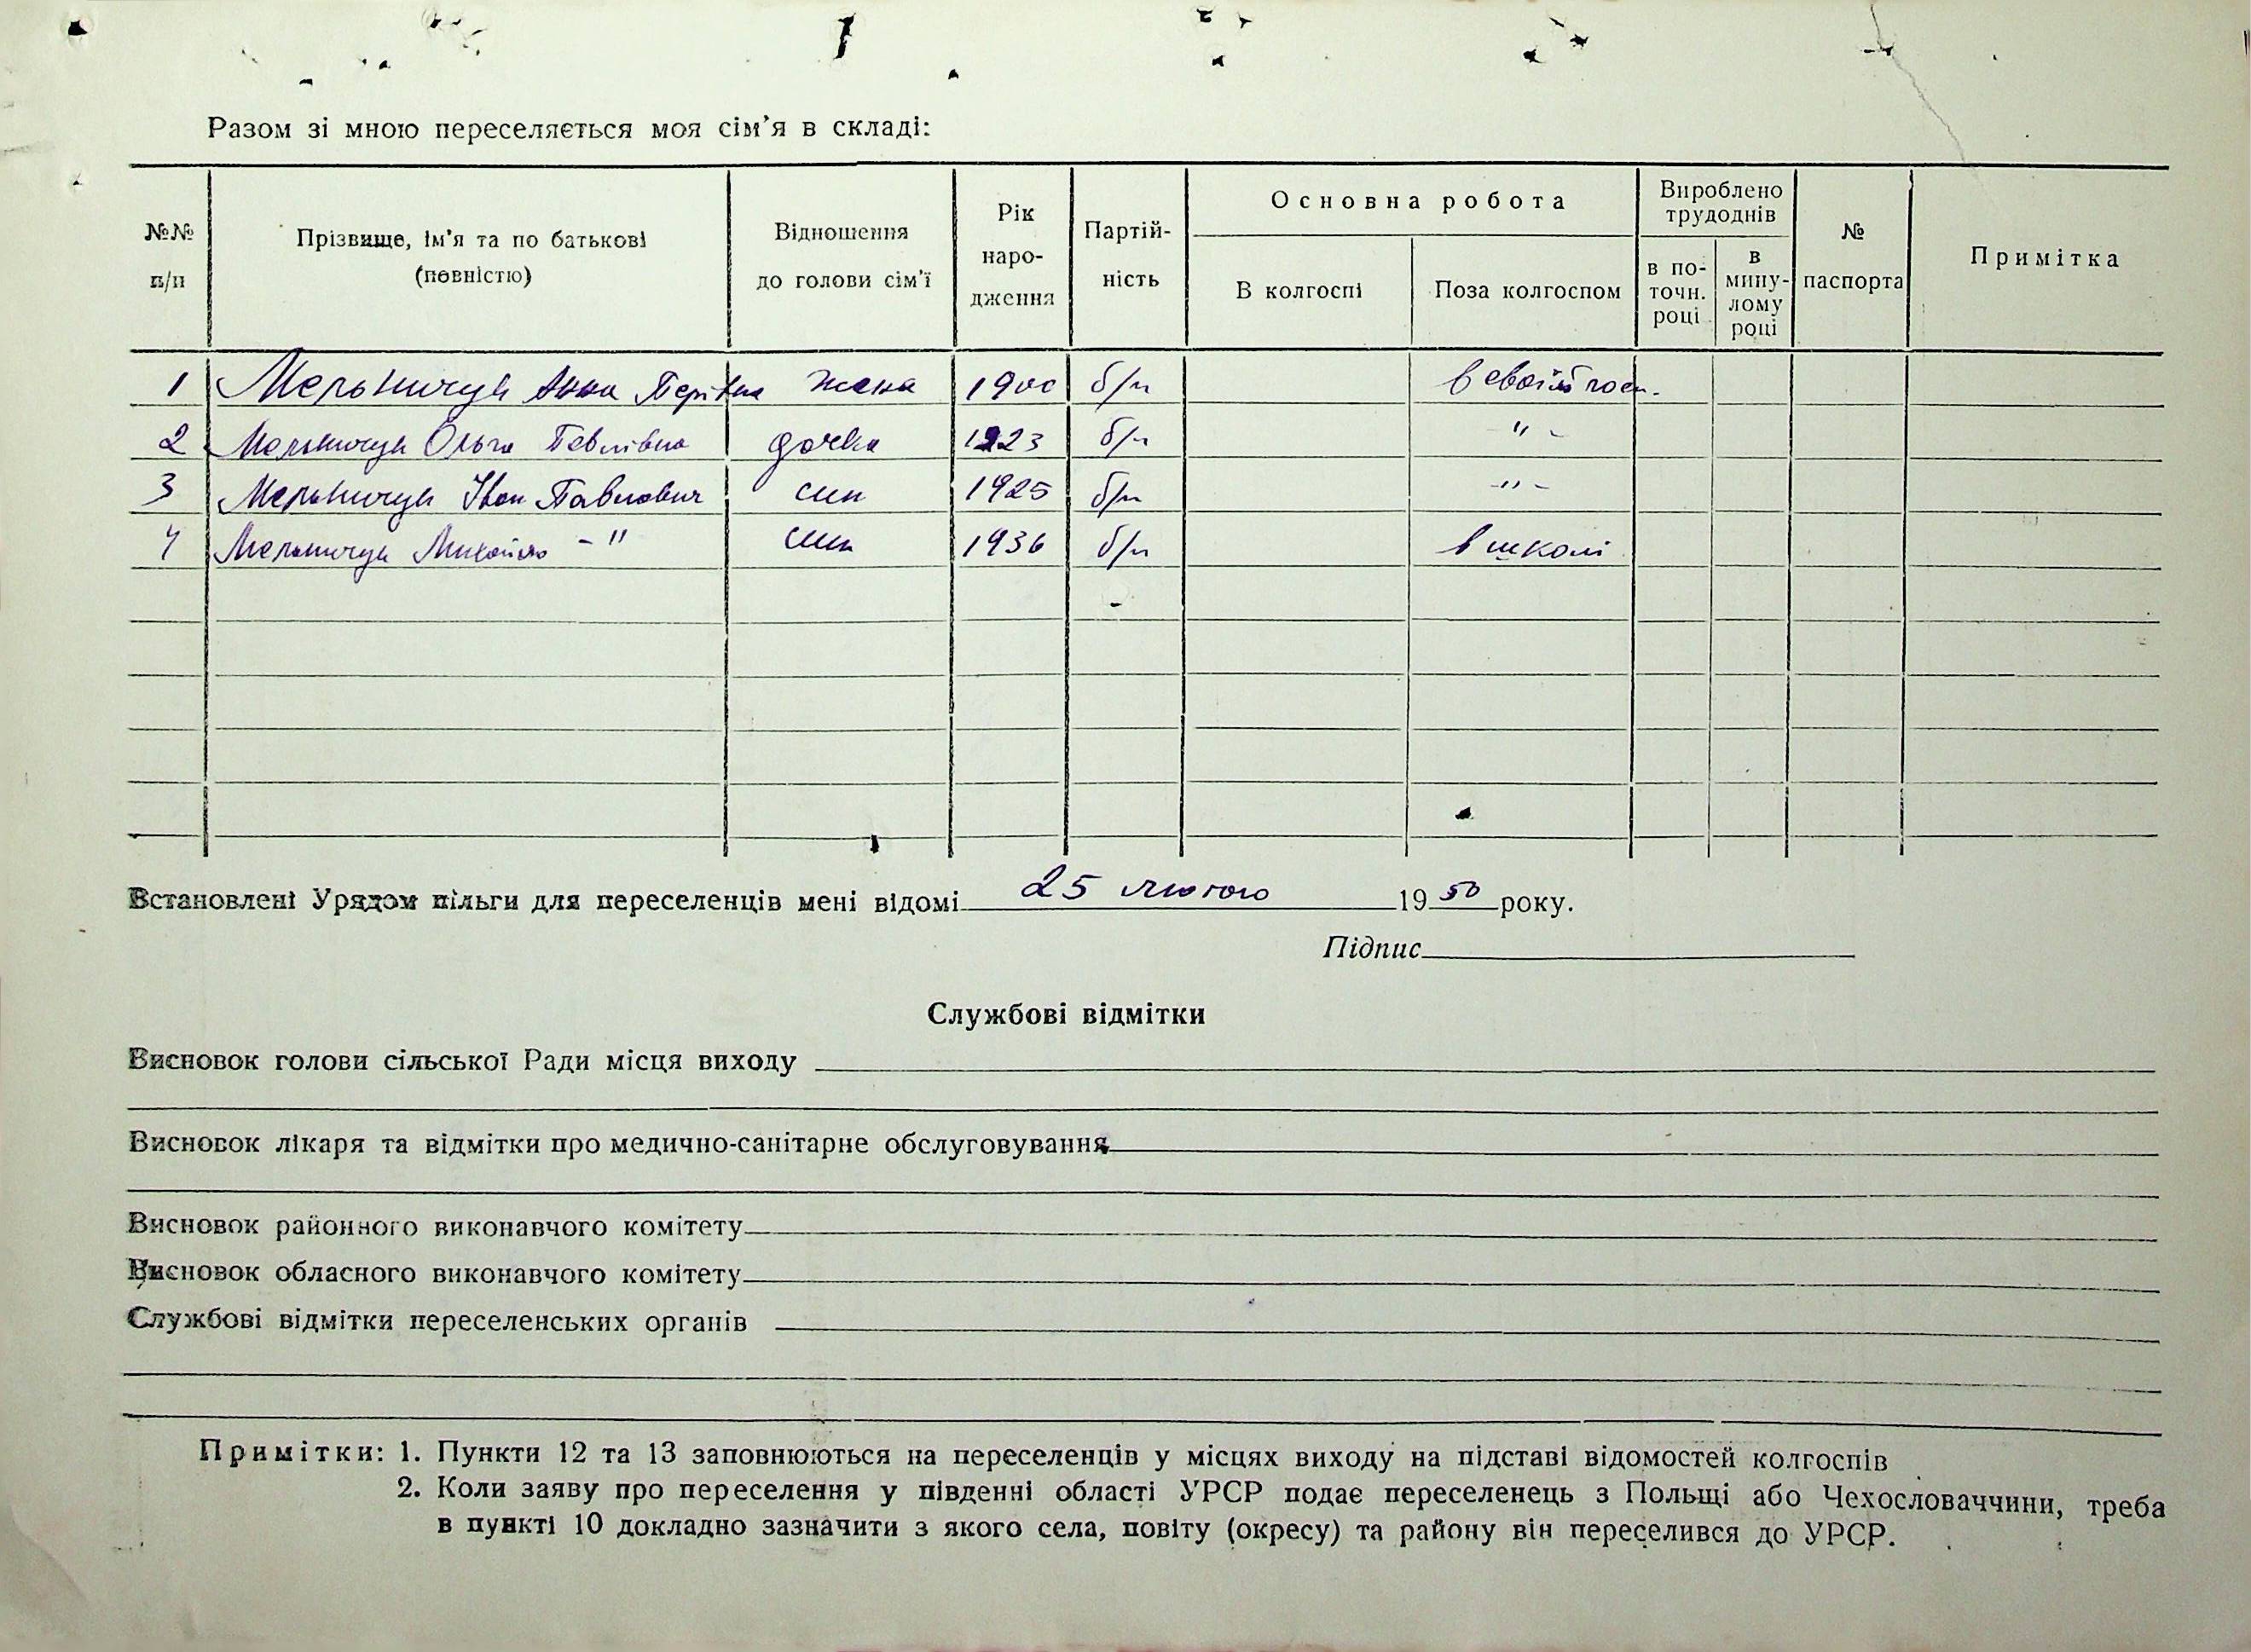 Разом зі мною переселяється моя сім'я в складі:
№№ п/п
Прізвище, ім'я та по батькові (повністю)
Відношення до голови сім'ї
Рік народження
Партійність
Основна робота
В колгоспі
Поза колгоспом
Вироблено трудоднів
в поточн. році
в минулому році
№ паспорта
Примітка
1 Мельничук Анна жена 1900 б/п в своїй
2 Мельничук Ольга Павлівна дочка 1923 б/п -"-
3 Мельничук Іван Павлович син 1925 б/п -"-
4 Мельничук Михайло -" син 1936 б/п в школі
Встановлені Урядом пільги для переселенців мені відомі 25 лютого 1950 року.
Підпис
Службові відмітки
Висновок голови сільської Ради місця виходу
Висновок лікаря та відмітки про медично-санітарне обслуговування
Висновок районного виконавчого комітету
Висновок обласного виконавчого комітету
Службові відмітки переселенських органів
Примітки: 1. Пункти 12 та 13 заповнюються на переселенців у місцях виходу на підставі відомостей колгоспів
2. Коли заяву про переселення у південні області УРСР подає переселенець з Польщі або Чехословаччини, треба
в пункті 10 докладно зазначити з якого села, повіту (окресу) та району він переселився до УРСР.